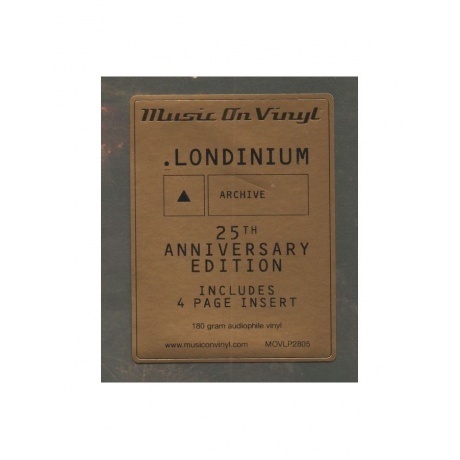 Music On Vinyl
.LONDINIUM
ARCHIVE
25TH
ANNIVERSARY
EDITION
INCLUDES
4 PAGE INSERT
180 gram audiophile vinyl
www.musiconvinyl.com MOVLP2805